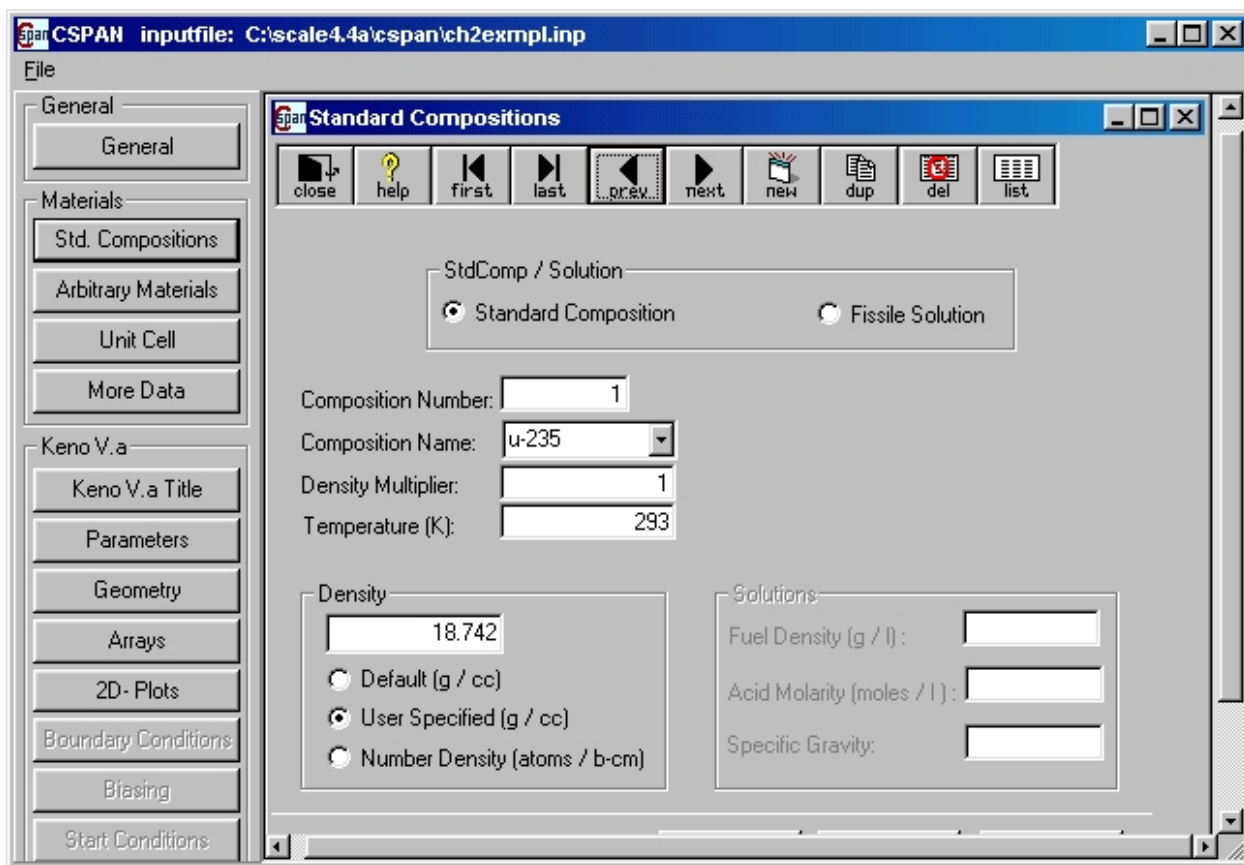 CSPAN inputfile: C:\scale4.4a\cspan\ch2exmpl.inp
File
General
General
Materials
Std. Compositions
Arbitrary Materials
Unit Cell
More Data
Keno V.a
Keno V.a Title
Parameters
Geometry
Arrays
2D- Plots
Boundary Conditions
Biasing
Start Conditions
Span Standard Compositions
close help first last prev next new dup del list
StdComp / Solution
Standard Composition Fissile Solution
Composition Number: 1
Composition Name: u-235
Density Multiplier: 1
Temperature (K): 293
Density
18.742
Default (g / cc)
User Specified (g / cc)
Number Density (atoms / b-cm)
Solutions
Fuel Density (g / l) :
Acid Molarity (moles / l ) :
Specific Gravity: